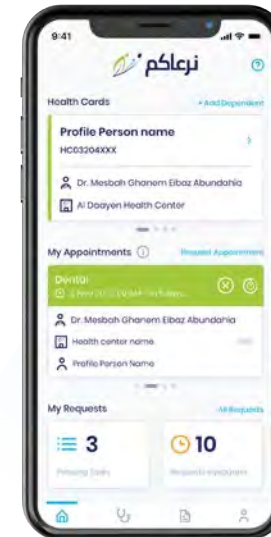 9:41
نرعاكم
Health Cards
+ Add Dependent
Profile Person name
HC03204XXX
Dr. Mesbah Ghanem Elbaz Abundahia
Al Daayen Health Center
My Appointments
Request Appointment
Dental
Dr. Mesbah Ghanem Elbaz Abundahia
Health center name
Profile Person Name
My Requests
All Requests
3
10
Pending Tasks